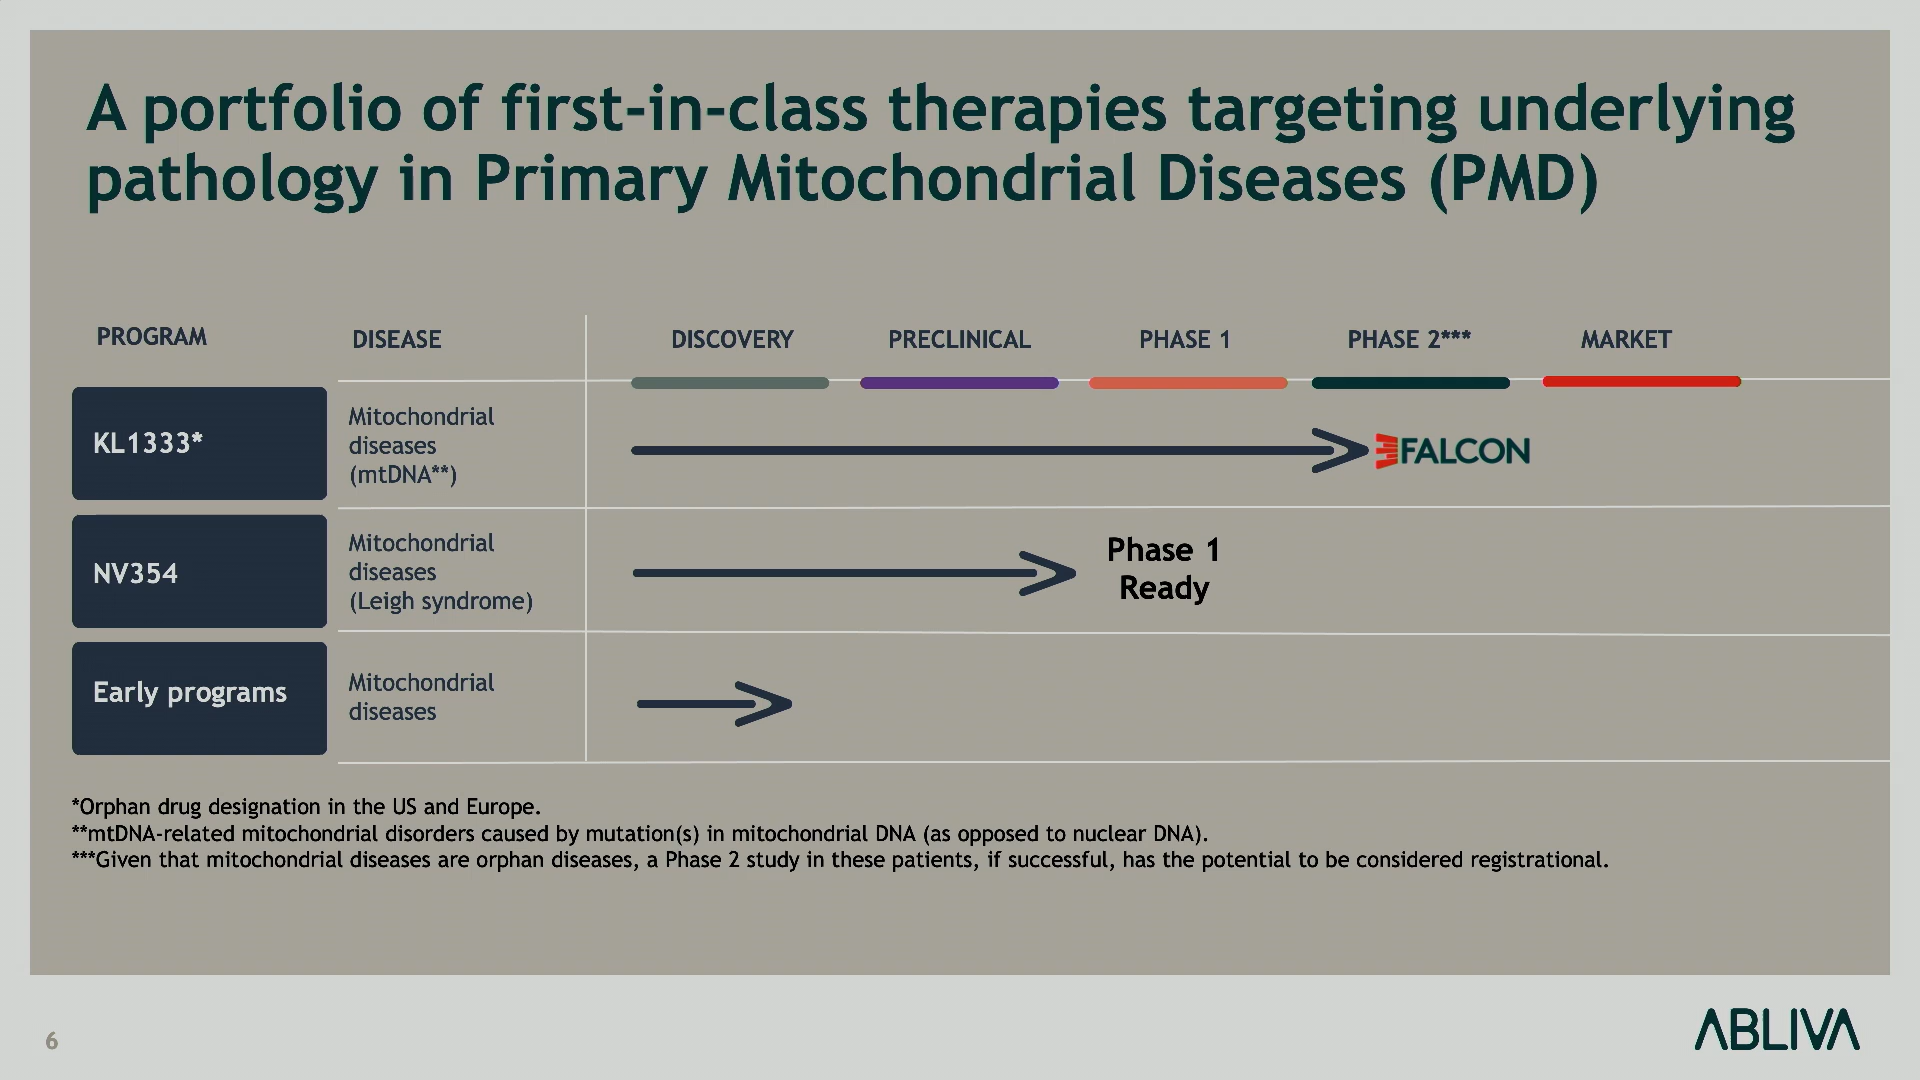 A portfolio of first-in-class therapies targeting underlying
pathology in Primary Mitochondrial Diseases (PMD)
PROGRAM
DISEASE
DISCOVERY
PRECLINICAL
PHASE 1
PHASE 2***
MARKET
KL1333*
Mitochondrial
diseases
(mtDNA**)
FALCON
NV354
Mitochondrial
diseases
(Leigh syndrome)
Phase 1
Ready
Early programs
Mitochondrial
diseases
*Orphan drug designation in the US and Europe.
**mtDNA-related mitochondrial disorders caused by mutation(s) in mitochondrial DNA (as opposed to nuclear DNA).
***Given that mitochondrial diseases are orphan diseases, a Phase 2 study in these patients, if successful, has the potential to be considered registrational.
6
ABLIVA